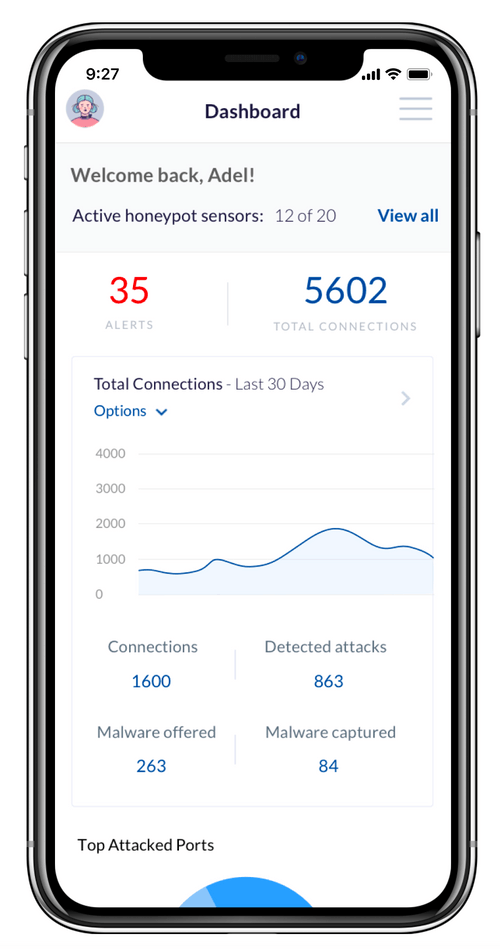 9:27
Dashboard
Welcome back, Adel!
Active honeypot sensors: 12 of 20 View all
35 5602
ALERTS TOTAL CONNECTIONS
Total Connections - Last 30 Days
Options
4000
3000
2000
1000
0
Connections Detected attacks
1600 863
Malware offered Malware captured
263 84
Top Attacked Ports